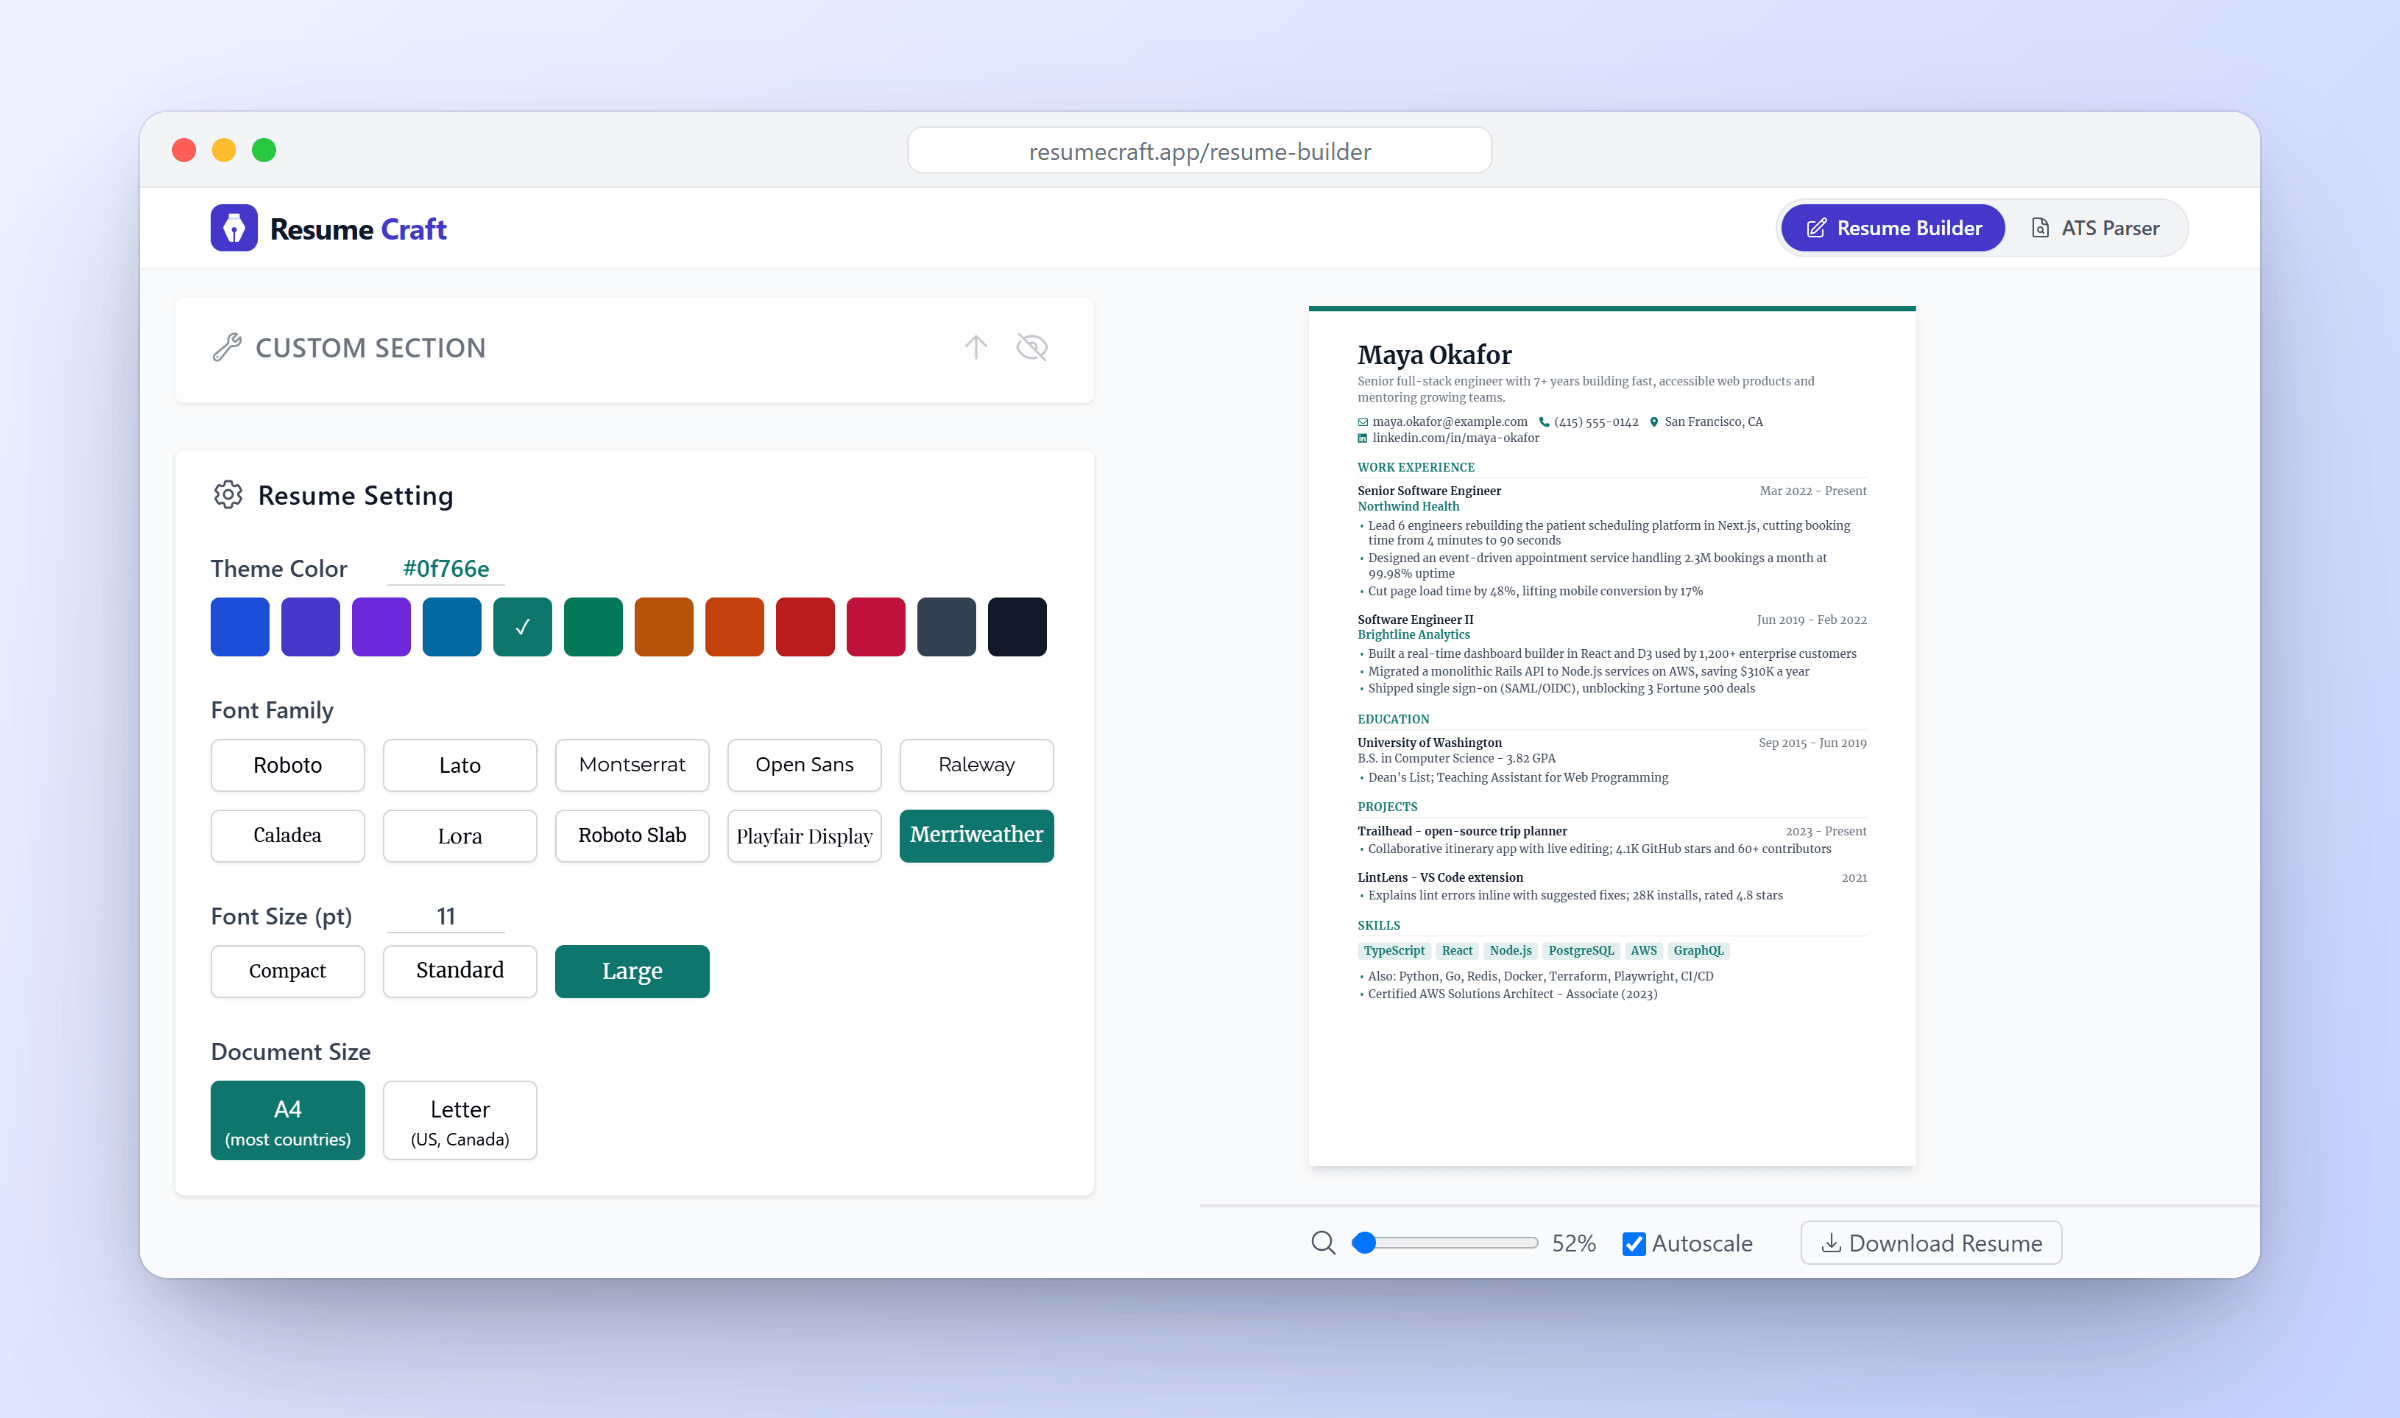 resumecraft.app/resume-builder
Resume Craft
Resume Builder
ATS Parser
CUSTOM SECTION
Resume Setting
Theme Color #0f766e
Font Family
Roboto
Lato
Montserrat
Open Sans
Raleway
Caladea
Lora
Roboto Slab
Playfair Display
Merriweather
Font Size (pt) 11
Compact
Standard
Large
Document Size
A4
(most countries)
Letter
(US, Canada)
Maya Okafor
Senior full-stack engineer with 7+ years building fast, accessible web products and
mentoring growing teams.
maya.okafor@example.com (415) 555-0142 San Francisco, CA
linkedin.com/in/maya-okafor
WORK EXPERIENCE
Senior Software Engineer Mar 2022 - Present
Northwind Health
• Lead 6 engineers rebuilding the patient scheduling platform in Next.js, cutting booking
time from 4 minutes to 90 seconds
• Designed an event-driven appointment service handling 2.3M bookings a month at
99.98% uptime
• Cut page load time by 48%, lifting mobile conversion by 17%
Software Engineer II Jun 2019 - Feb 2022
Brightline Analytics
• Built a real-time dashboard builder in React and D3 used by 1,200+ enterprise customers
• Migrated a monolithic Rails API to Node.js services on AWS, saving $310K a year
• Shipped single sign-on (SAML/OIDC), unblocking 3 Fortune 500 deals
EDUCATION
University of Washington Sep 2015 - Jun 2019
B.S. in Computer Science - 3.82 GPA
• Dean's List; Teaching Assistant for Web Programming
PROJECTS
Trailhead - open-source trip planner 2023 - Present
• Collaborative itinerary app with live editing; 4.1K GitHub stars and 60+ contributors
LintLens - VS Code extension 2021
• Explains lint errors inline with suggested fixes; 28K installs, rated 4.8 stars
SKILLS
TypeScript React Node.js PostgreSQL AWS GraphQL
• Also: Python, Go, Redis, Docker, Terraform, Playwright, CI/CD
• Certified AWS Solutions Architect - Associate (2023)
52%
Autoscale
Download Resume